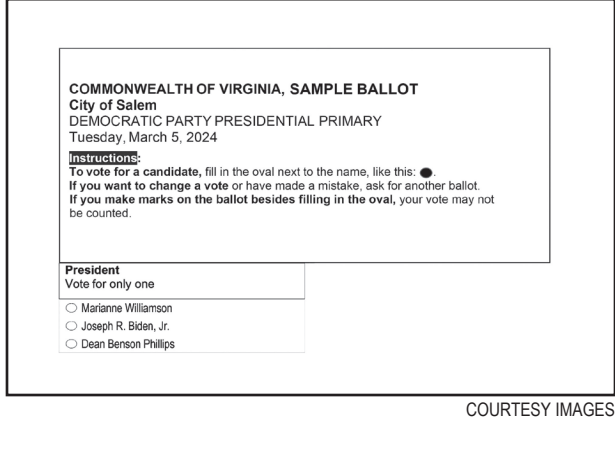 COMMONWEALTH OF VIRGINIA, SAMPLE BALLOT
City of Salem
DEMOCRATIC PARTY PRESIDENTIAL PRIMARY
Tuesday, March 5, 2024
Instructions:
To vote for a candidate, fill in the oval next to the name, like this: ⬬.
If you want to change a vote or have made a mistake, ask for another ballot.
If you make marks on the ballot besides filling in the oval, your vote may not
be counted.
President
Vote for only one
Marianne Williamson
Joseph R. Biden, Jr.
Dean Benson Phillips
COURTESY IMAGES